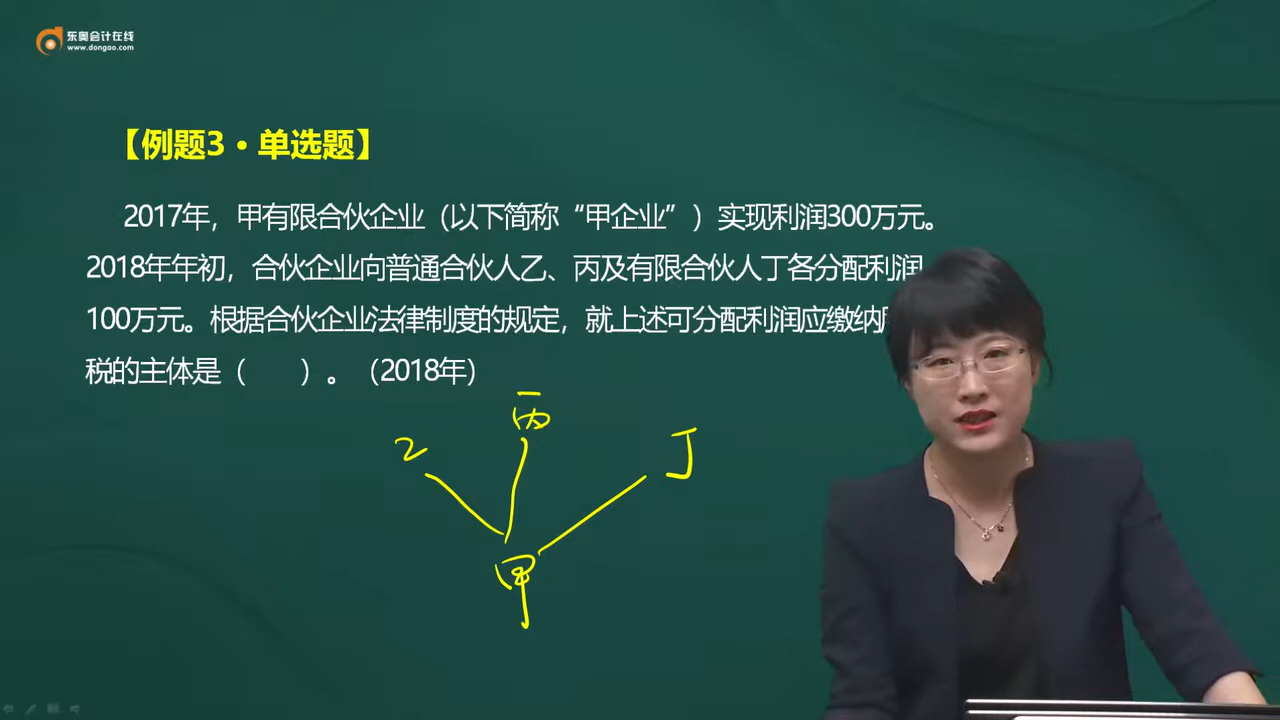 东奥会计在线
www.dongao.com
【例题3·单选题】
2017年，甲有限合伙企业（以下简称“甲企业”）实现利润300万元。
2018年年初，合伙企业向普通合伙人乙、丙及有限合伙人丁各分配利润
100万元。根据合伙企业法律制度的规定，就上述可分配利润应缴纳
税的主体是（　　）。（2018年）
丙
乙
丁
甲